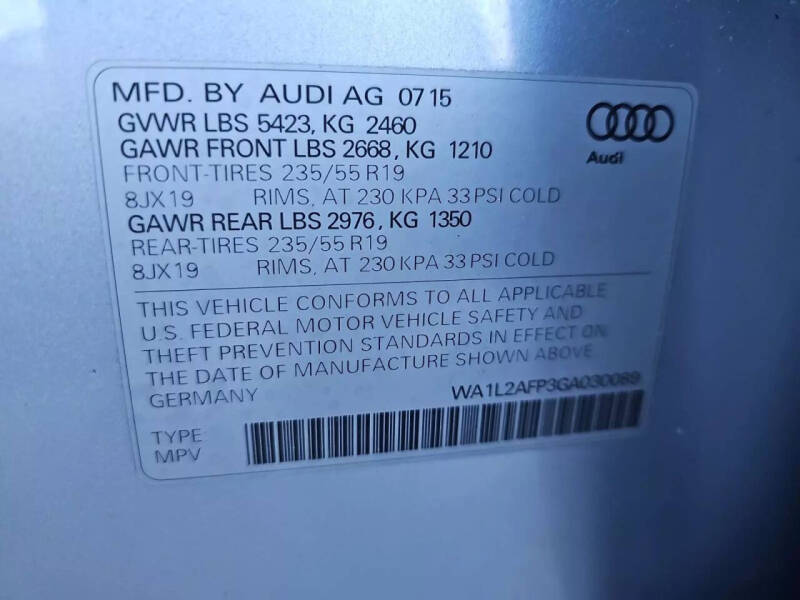 MFD. BY AUDI AG 07 15
GVWR LBS 5423, KG 2460
GAWR FRONT LBS 2668, KG 1210
FRONT-TIRES 235/55 R19
8JX19 RIMS, AT 230 KPA 33 PSI COLD
GAWR REAR LBS 2976, KG 1350
REAR-TIRES 235/55 R19
8JX19 RIMS, AT 230 KPA 33 PSI COLD
Audi
THIS VEHICLE CONFORMS TO ALL APPLICABLE
U.S. FEDERAL MOTOR VEHICLE SAFETY AND
THEFT PREVENTION STANDARDS IN EFFECT ON
THE DATE OF MANUFACTURE SHOWN ABOVE.
GERMANY WA1L2AFP3GA030089
TYPE:
MPV